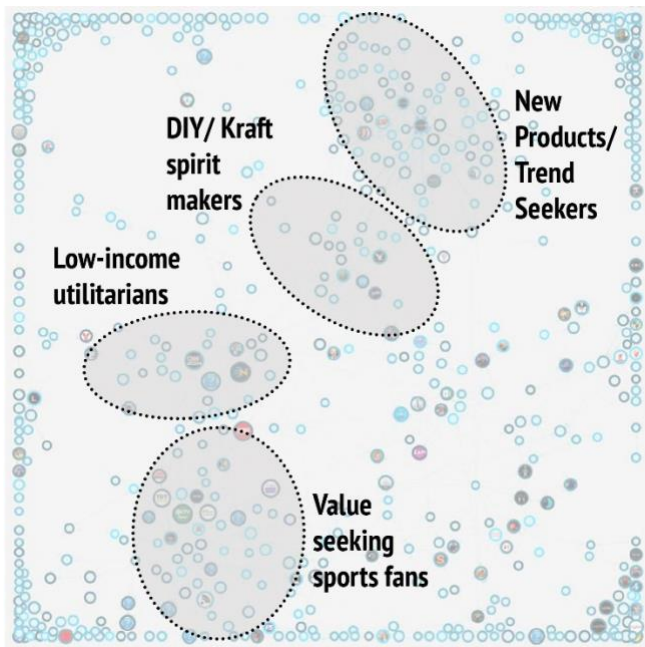 New
Products/
Trend
Seekers
DIY/ Kraft
spirit
makers
Low-income
utilitarians
Value
seeking
sports fans